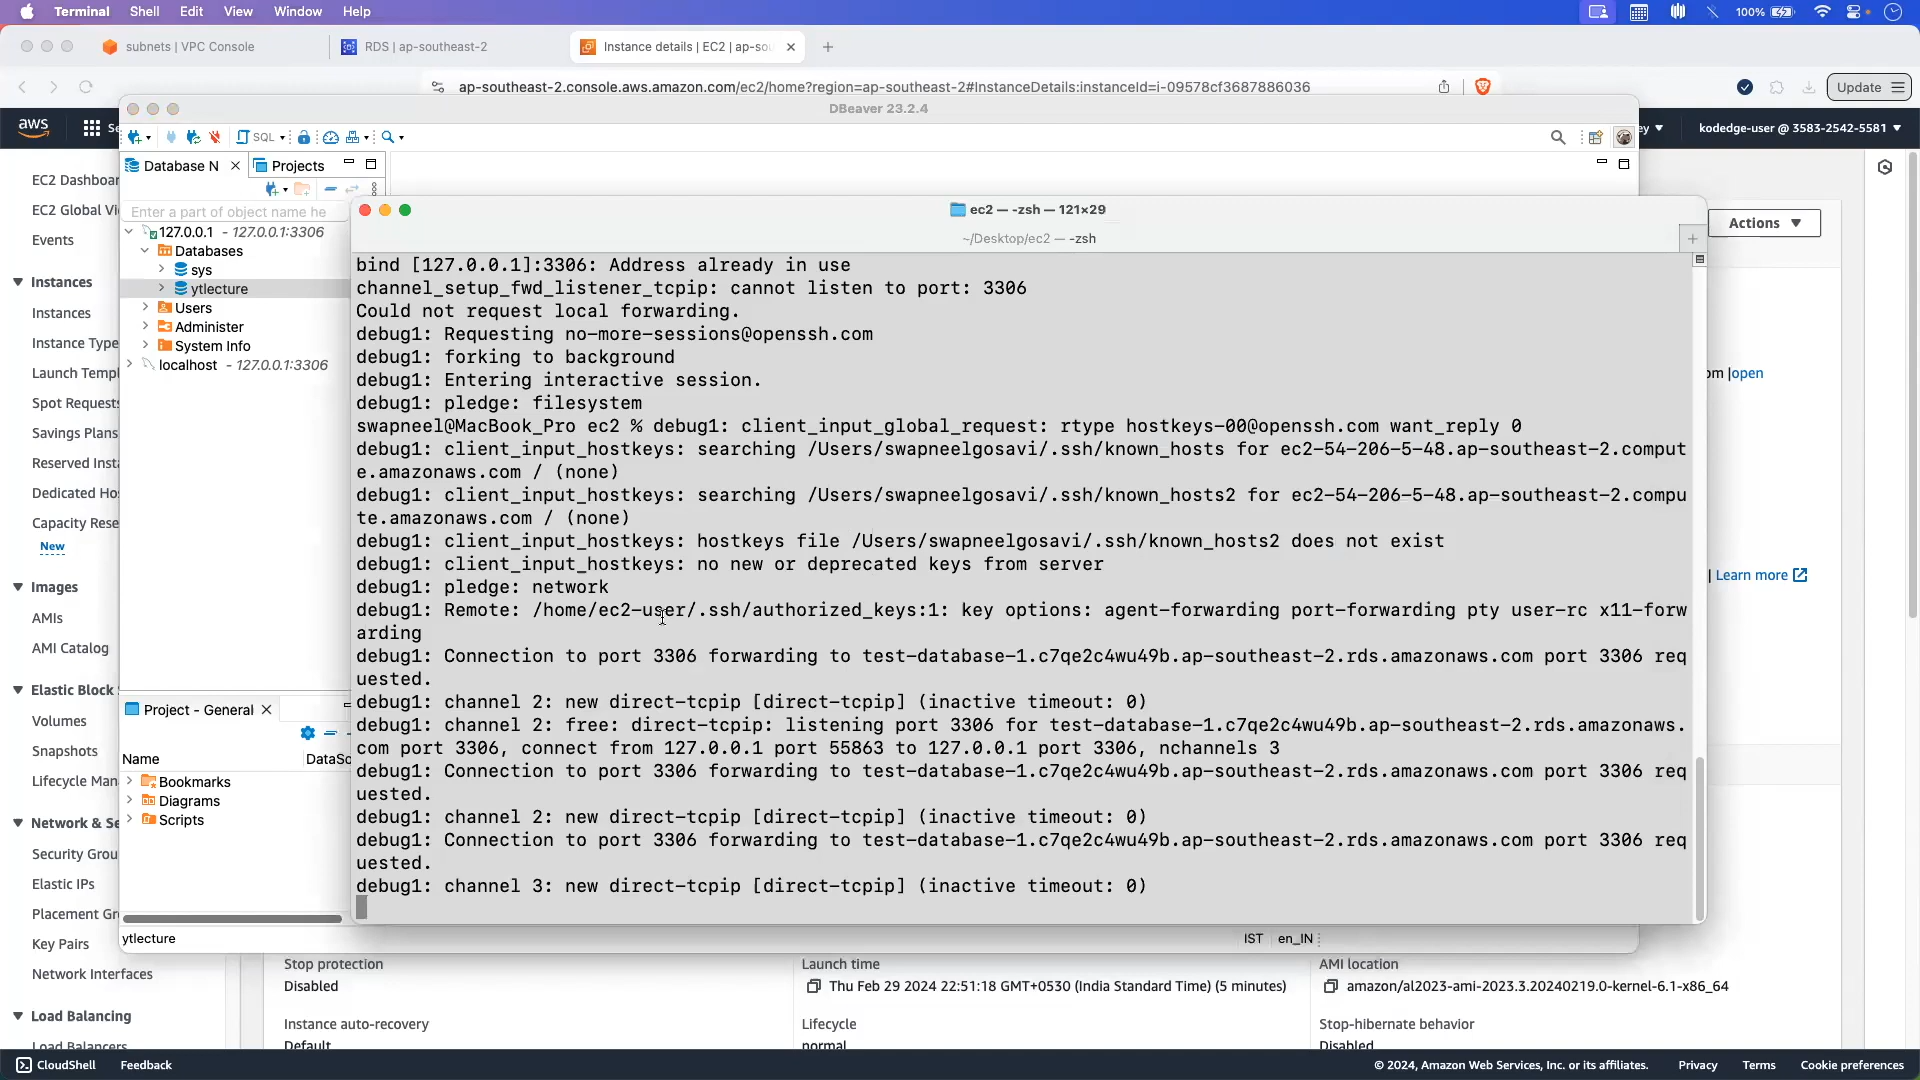 Terminal Shell Edit View Window Help
100%
subnets | VPC Console
RDS | ap-southeast-2
Instance details | EC2 | ap-sou
ap-southeast-2.console.aws.amazon.com/ec2/home?region=ap-southeast-2#InstanceDetails:instanceId=i-09578cf3687886036
Update
DBeaver 23.2.4
aws
Se
ey
kodedge-user @ 3583-2542-5581
SQL
Database N
Projects
Enter a part of object name he
127.0.0.1 - 127.0.0.1:3306
Databases
sys
ytlecture
Users
Administer
System Info
localhost - 127.0.0.1:3306
EC2 Dashboar
EC2 Global Vi
Events
Instances
Instances
Instance Type
Launch Templ
Spot Requests
Savings Plans
Reserved Insta
Dedicated Hos
Capacity Rese
New
Images
AMIs
AMI Catalog
Elastic Block
Volumes
Snapshots
Lifecycle Man
Network & Se
Security Grou
Elastic IPs
Placement Gr
Key Pairs
Network Interfaces
Load Balancing
Load Balancers
Actions
om |open
| Learn more
ec2 — -zsh — 121×29
~/Desktop/ec2 — -zsh
bind [127.0.0.1]:3306: Address already in use
channel_setup_fwd_listener_tcpip: cannot listen to port: 3306
Could not request local forwarding.
debug1: Requesting no-more-sessions@openssh.com
debug1: forking to background
debug1: Entering interactive session.
debug1: pledge: filesystem
swapneel@MacBook_Pro ec2 % debug1: client_input_global_request: rtype hostkeys-00@openssh.com want_reply 0
debug1: client_input_hostkeys: searching /Users/swapneelgosavi/.ssh/known_hosts for ec2-54-206-5-48.ap-southeast-2.comput
e.amazonaws.com / (none)
debug1: client_input_hostkeys: searching /Users/swapneelgosavi/.ssh/known_hosts2 for ec2-54-206-5-48.ap-southeast-2.compu
te.amazonaws.com / (none)
debug1: client_input_hostkeys: hostkeys file /Users/swapneelgosavi/.ssh/known_hosts2 does not exist
debug1: client_input_hostkeys: no new or deprecated keys from server
debug1: pledge: network
debug1: Remote: /home/ec2-user/.ssh/authorized_keys:1: key options: agent-forwarding port-forwarding pty user-rc x11-forw
arding
debug1: Connection to port 3306 forwarding to test-database-1.c7qe2c4wu49b.ap-southeast-2.rds.amazonaws.com port 3306 req
uested.
debug1: channel 2: new direct-tcpip [direct-tcpip] (inactive timeout: 0)
debug1: channel 2: free: direct-tcpip: listening port 3306 for test-database-1.c7qe2c4wu49b.ap-southeast-2.rds.amazonaws.
com port 3306, connect from 127.0.0.1 port 55863 to 127.0.0.1 port 3306, nchannels 3
debug1: Connection to port 3306 forwarding to test-database-1.c7qe2c4wu49b.ap-southeast-2.rds.amazonaws.com port 3306 req
uested.
debug1: channel 2: new direct-tcpip [direct-tcpip] (inactive timeout: 0)
debug1: Connection to port 3306 forwarding to test-database-1.c7qe2c4wu49b.ap-southeast-2.rds.amazonaws.com port 3306 req
uested.
debug1: channel 3: new direct-tcpip [direct-tcpip] (inactive timeout: 0)
Project - General
Name DataSo
Bookmarks
Diagrams
Scripts
ytlecture
IST en_IN
Stop protection
Disabled
Launch time
Thu Feb 29 2024 22:51:18 GMT+0530 (India Standard Time) (5 minutes)
AMI location
amazon/al2023-ami-2023.3.20240219.0-kernel-6.1-x86_64
Instance auto-recovery
Default
Lifecycle
normal
Stop-hibernate behavior
Disabled
CloudShell Feedback
© 2024, Amazon Web Services, Inc. or its affiliates. Privacy Terms Cookie preferences